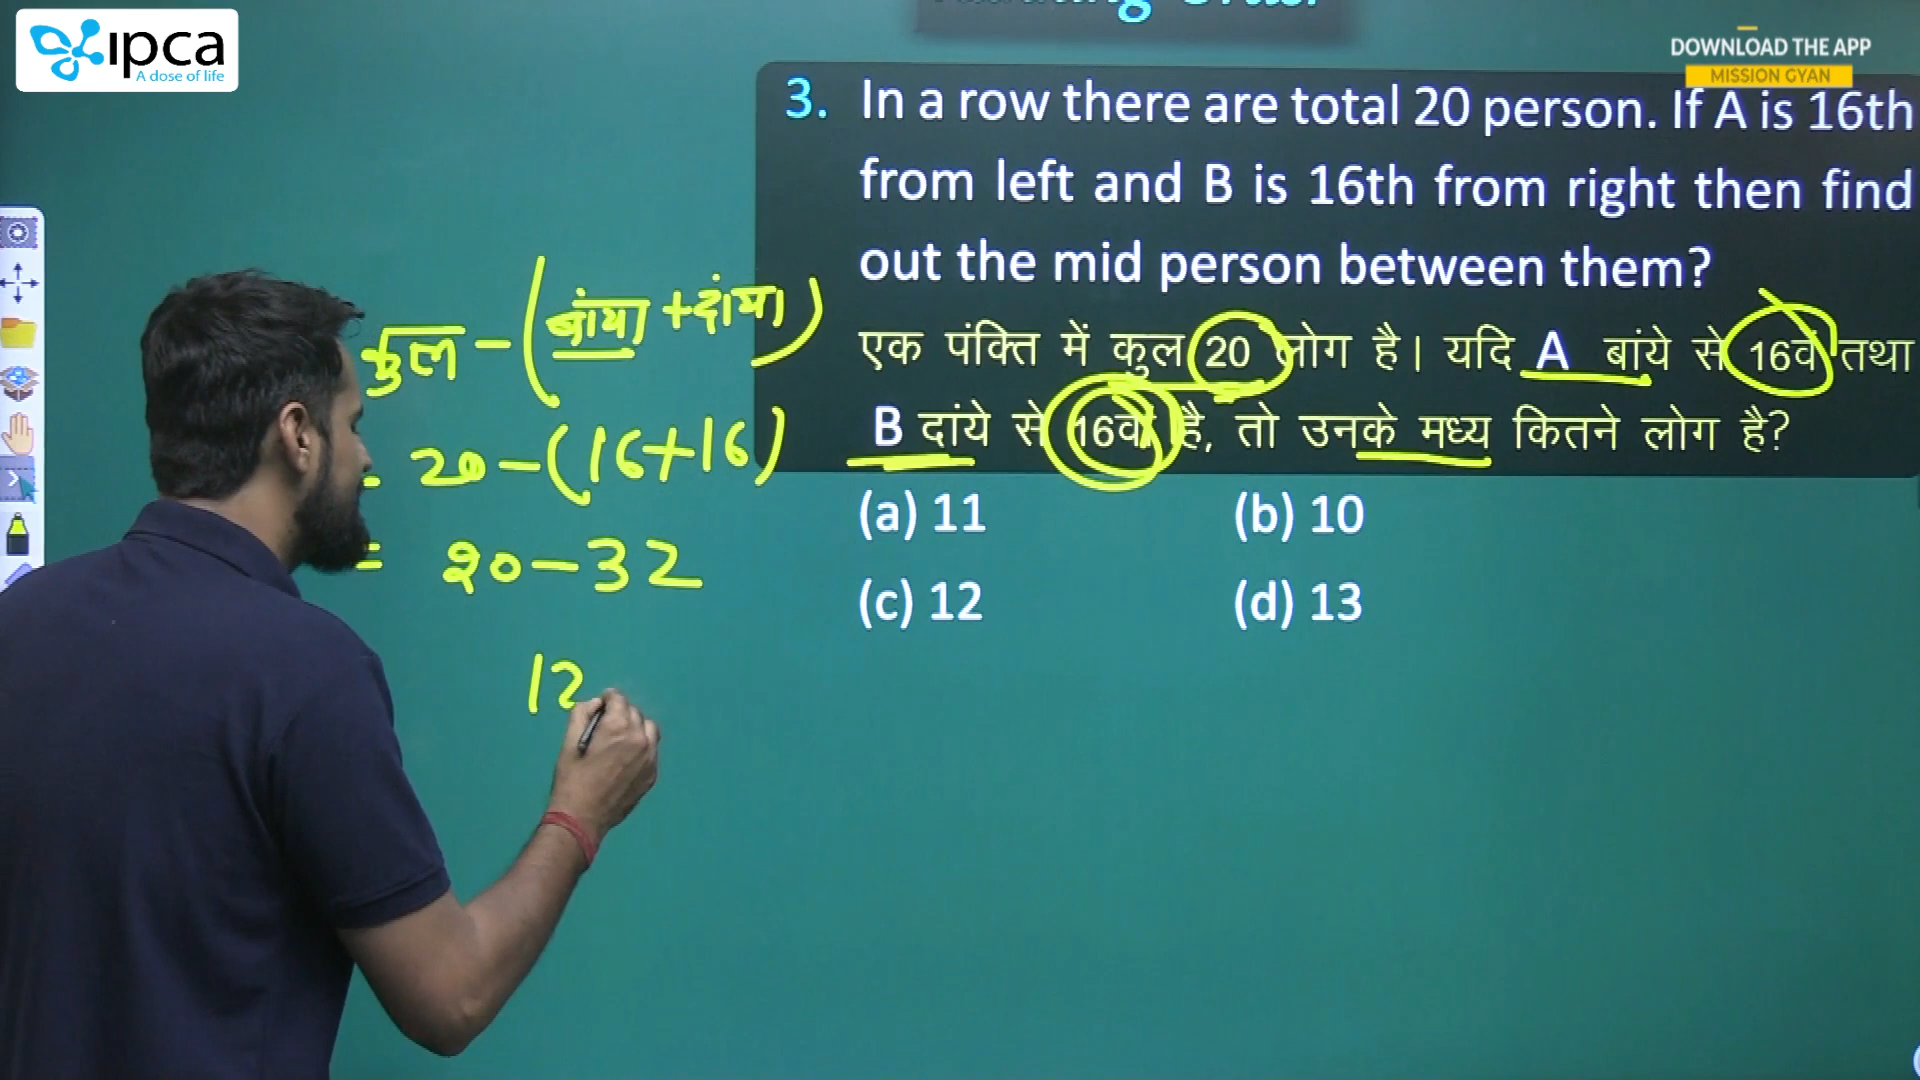 ipca
A dose of life
DOWNLOAD THE APP
MISSION GYAN
3. In a row there are total 20 person. If A is 16th
from left and B is 16th from right then find
out the mid person between them?
एक पंक्ति में कुल 20 लोग है। यदि A बांये से 16वें तथा
B दांये से 16वां है, तो उनके मध्य कितने लोग है?
(a) 11 (b) 10
(c) 12 (d) 13
कुल - (बांया + दांया)
= 20 - (16+16)
= 20 - 32
12